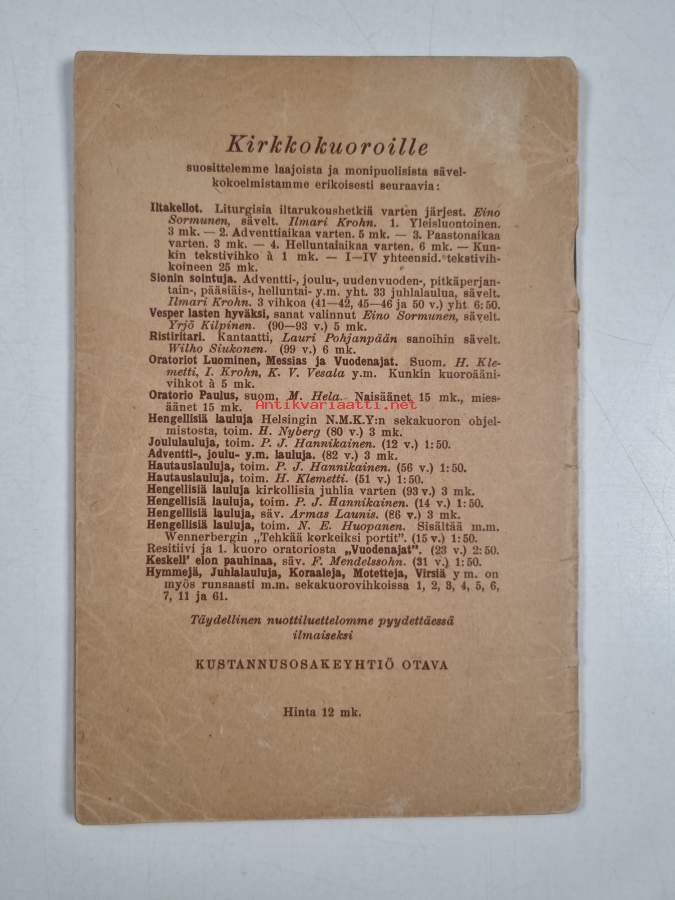 Kirkkokuoroille
suosittelemme laajoista ja monipuolisista sävel-
kokoelmistamme erikoisesti seuraavia:
Iltakellot. Liturgisia iltarukoushetkiä varten järjest. Eino
Sormunen, sävelt. Ilmari Krohn. 1. Yleisluontoinen.
3 mk. — 2. Adventtiaikaa varten. 5 mk. — 3. Paastonaikaa
varten. 3 mk. — 4. Helluntaiaikaa varten. 6 mk. — Kun-
kin tekstivihko à 1 mk. — I—IV yhteensid. tekstivih-
koineen 25 mk.
Sionin sointuja. Adventti-, joulu-, uudenvuoden-, pitkäperjan-
tain-, pääsiäis-, helluntai- y.m. yht. 33 juhlalaulua, sävelt.
Ilmari Krohn. 3 vihkoa (41—42, 45—46 ja 50 v.) yht 6: 50.
Vesper lasten hyväksi, sanat valinnut Eino Sormunen, sävelt.
Yrjö Kilpinen. (90—93 v.) 5 mk.
Ristiritari. Kantaatti, Lauri Pohjanpään sanoihin sävelt.
Wilho Siukonen. (99 v.) 6 mk.
Oratoriot Luominen, Messias ja Vuodenajat. Suom. H. Kle-
metti, I. Krohn, K. V. Vesala y.m. Kunkin kuoroääni-
vihkot à 5 mk.
Oratorio Paulus, suom. M. Hela. Naisäänet 15 mk., mies-
äänet 15 mk.
Antikvariaatti.net
Hengellisiä lauluja Helsingin N.M.K.Y:n sekakuoron ohjel-
mistosta, toim. H. Nyberg (80 v.) 3 mk.
Joululauluja, toim. P. J. Hannikainen. (12 v.) 1: 50.
Adventti-, joulu- y.m. lauluja. (82 v.) 3 mk.
Hautauslauluja, toim. P. J. Hannikainen. (56 v.) 1: 50.
Hautauslauluja, toim. H. Klemetti. (51 v.) 1: 50.
Hengellisiä lauluja kirkollisia juhlia varten (93 v.) 3 mk.
Hengellisiä lauluja, toim. P. J. Hannikainen. (14 v.) 1: 50.
Hengellisiä lauluja, säv. Armas Launis. (86 v.) 3 mk.
Hengellisiä lauluja, toim. N. E. Huopanen. Sisältää m.m.
Wennerbergin „Tehkää korkeiksi portit". (15 v.) 1: 50.
Resitiivi ja 1. kuoro oratoriosta „Vuodenajat". (23 v.) 2: 50.
Keskell' elon pauhinaa, säv. F. Mendelssohn. (31 v.) 1: 50.
Hymmejä, Juhlalauluja, Koraaleja, Motetteja, Virsiä y m. on
myös runsaasti m.m. sekakuorovihkoissa 1, 2, 3, 4, 5, 6,
7, 11 ja 61.
Täydellinen nuottiluettelomme pyydettäessä
ilmaiseksi
KUSTANNUSOSAKEYHTIÖ OTAVA
Hinta 12 mk.